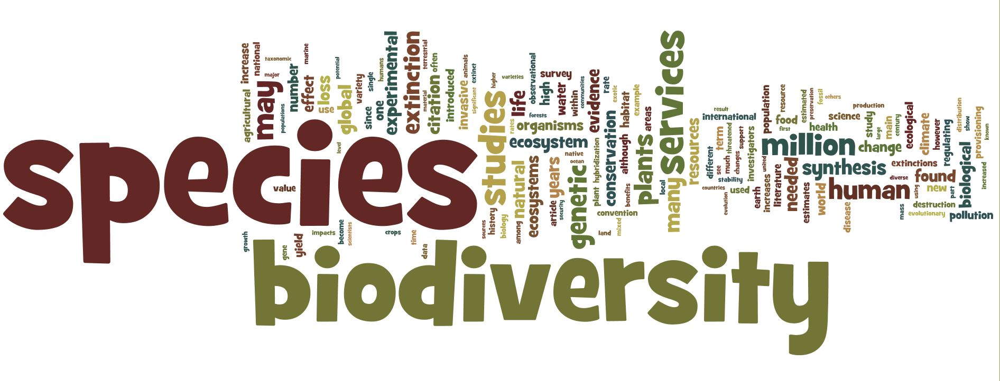 species
biodiversity
agricultural
increase
national
taxonomic
major
may
populations
number
marine
effect
use
loss
potential
global
level
variety
since
single
one
humans
experimental
extinction
terrestrial
material
citation
often
introduced
invasive
animals
extinct
significant
value
growth
gene
yield
impacts
become
scientists
crops
time
data
studies
higher
varieties
rates
life
observational
forests
high
survey
water
within
communities
evidence
rate
exotic
organisms
ecosystem
native
ocean
conservation
although
habitat
example
areas
plants
services
resources
natural
ecosystems
years
article
security
genetic
plant
hybridization
benefits
convention
land
mixed
sources
history
biology
among
local
many
result
international
different
term
see
threatened
much
support
changes
investigators
stability
countries
used
evolution
earth
population
food
resource
first
estimated
preservation
fossil
others
health
science
production
study
large
main
century
ecological
climate
however
regulating
distribution
show
provisioning
known
million
change
united
increases
literature
needed
synthesis
estimates
world
human
disease
extinctions
diverse
found
using
new
part
biological
increased
destruction
mass
evolutionary
pollution